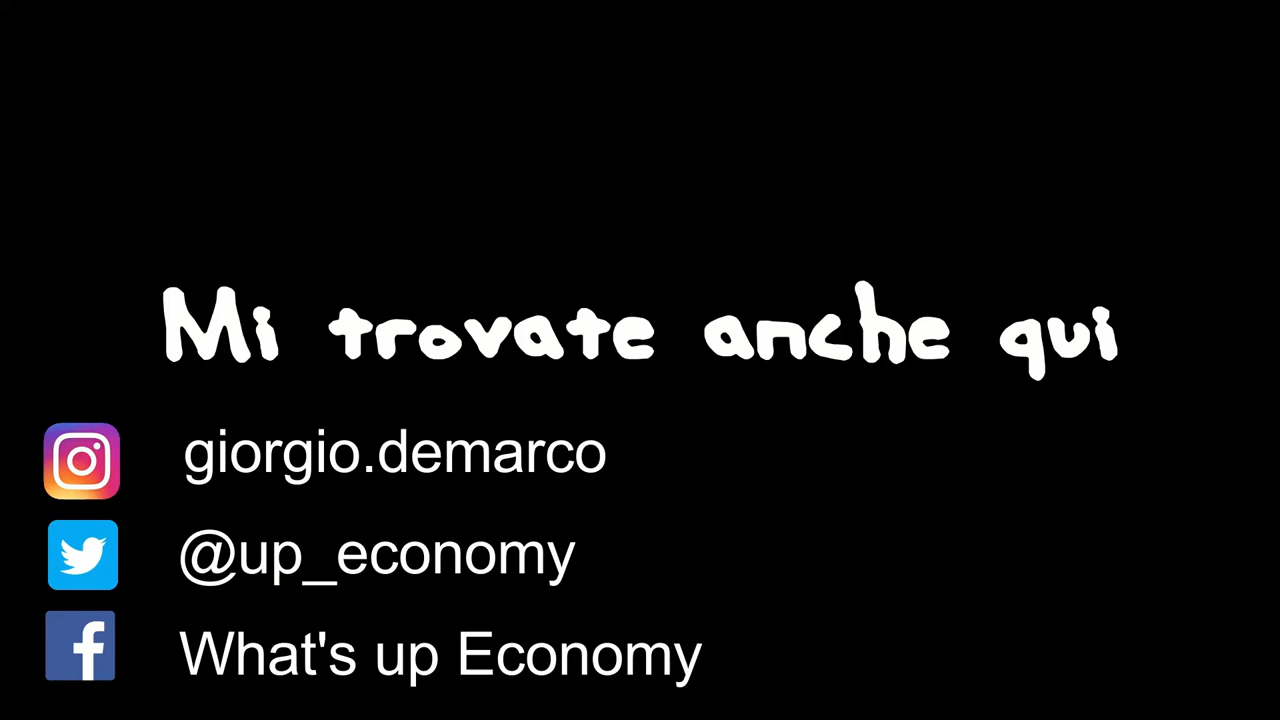 Mi trovate anche qui
giorgio.demarco
@up_economy
What's up Economy